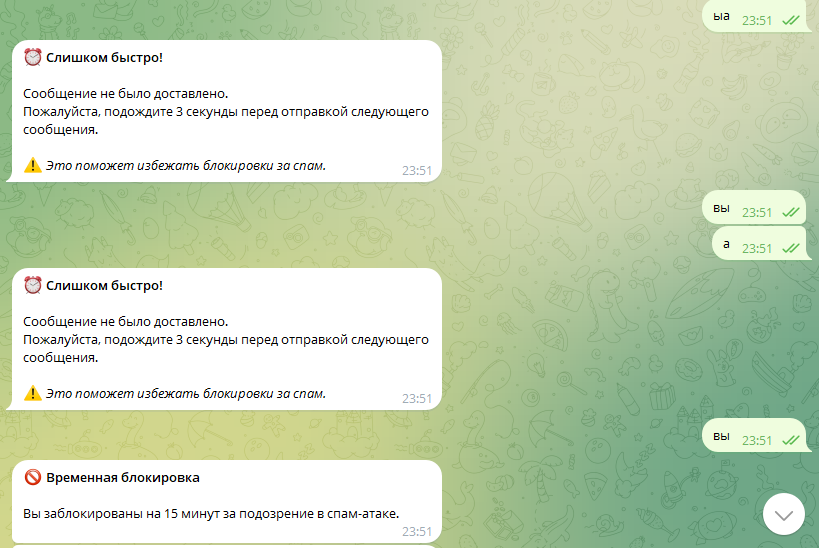 ыа 23:51
⏰ Слишком быстро!
Сообщение не было доставлено.
Пожалуйста, подождите 3 секунды перед отправкой следующего
сообщения.
⚠️ Это поможет избежать блокировки за спам.
23:51
вы 23:51
а 23:51
⏰ Слишком быстро!
Сообщение не было доставлено.
Пожалуйста, подождите 3 секунды перед отправкой следующего
сообщения.
⚠️ Это поможет избежать блокировки за спам.
23:51
вы 23:51
🚫 Временная блокировка
Вы заблокированы на 15 минут за подозрение в спам-атаке.
23:51